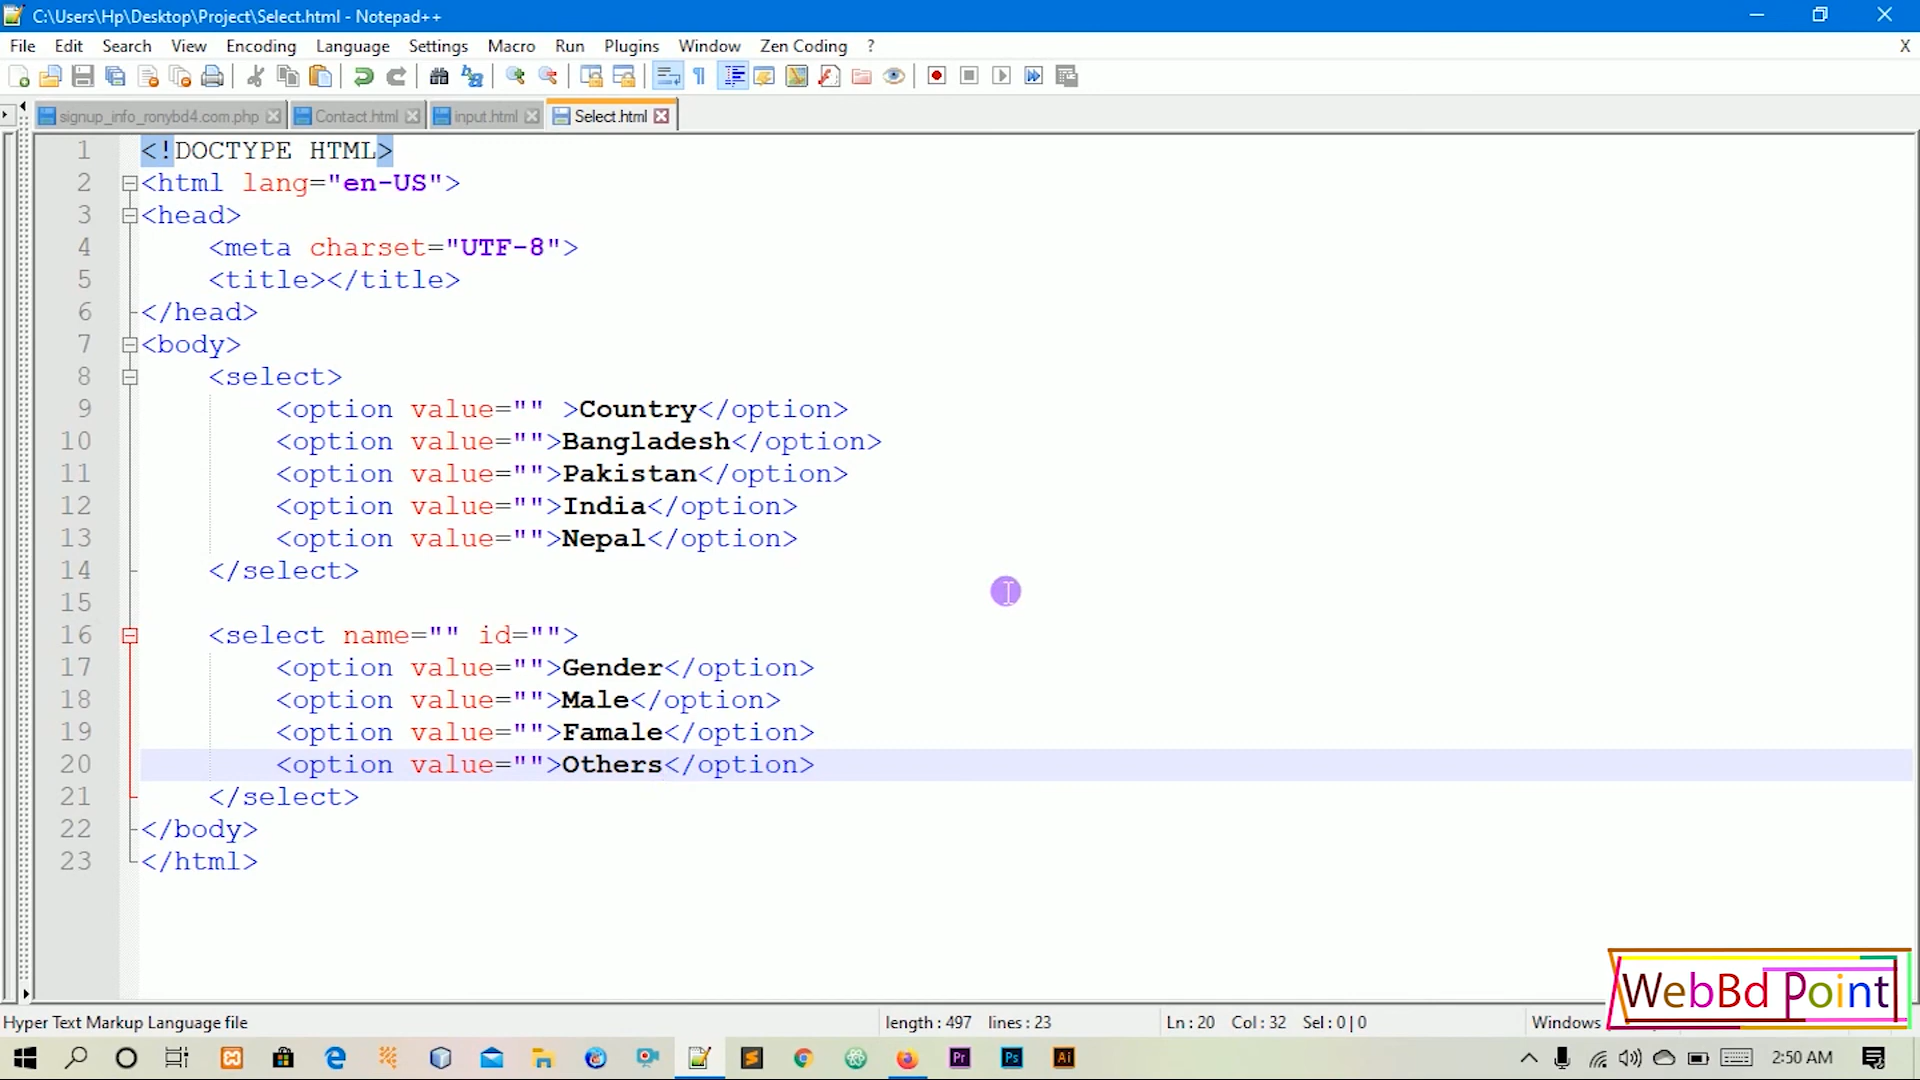 C:\Users\Hp\Desktop\Project\Select.html - Notepad++
File Edit Search View Encoding Language Settings Macro Run Plugins Window Zen Coding ? X
signup_info_ronybd4.com.php Contact.html input.html Select.html
1 <!DOCTYPE HTML>
2 <html lang="en-US">
3 <head>
4 <meta charset="UTF-8">
5 <title></title>
6 </head>
7 <body>
8 <select>
9 <option value="" >Country</option>
10 <option value="">Bangladesh</option>
11 <option value="">Pakistan</option>
12 <option value="">India</option>
13 <option value="">Nepal</option>
14 </select>
15
16 <select name="" id="">
17 <option value="">Gender</option>
18 <option value="">Male</option>
19 <option value="">Famale</option>
20 <option value="">Others</option>
21 </select>
22 </body>
23 </html>
WebBd Point
Hyper Text Markup Language file length : 497 lines : 23 Ln : 20 Col : 32 Sel : 0 | 0 Windows
Pr Ps Ai 2:50 AM